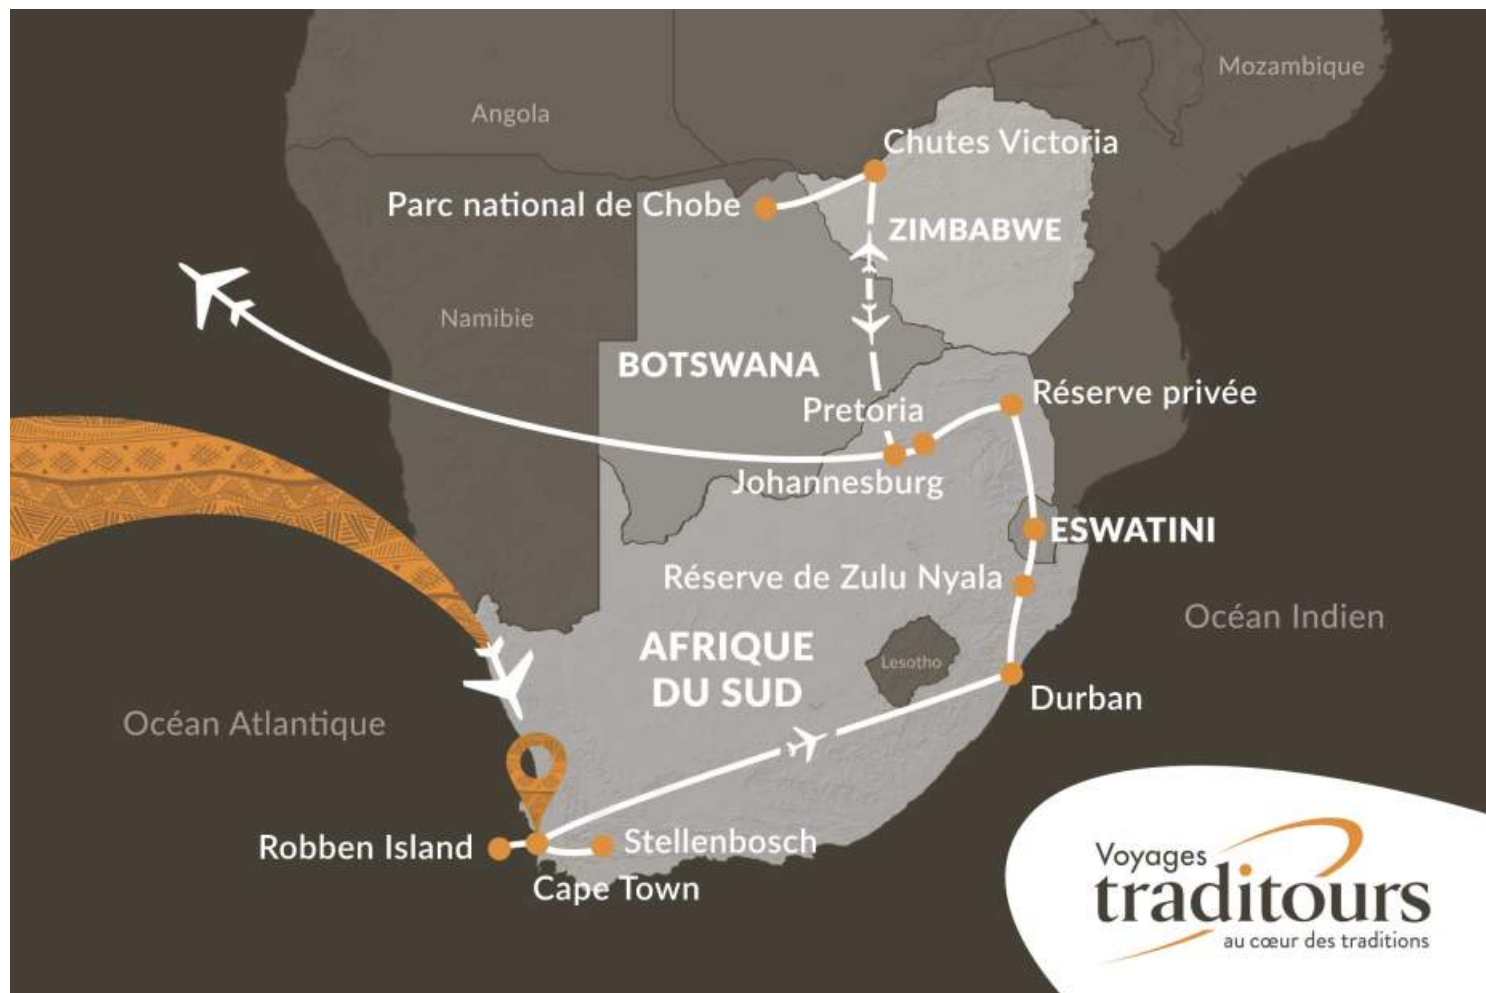 Mozambique
Angola
Chutes Victoria
Parc national de Chobe
ZIMBABWE
Namibie
BOTSWANA
Réserve privée
Pretoria
Johannesburg
ESWATINI
Réserve de Zulu Nyala
Océan Indien
AFRIQUE
DU SUD
Lesotho
Durban
Océan Atlantique
Robben Island
Stellenbosch
Cape Town
Voyages
traditours
au cœur des traditions